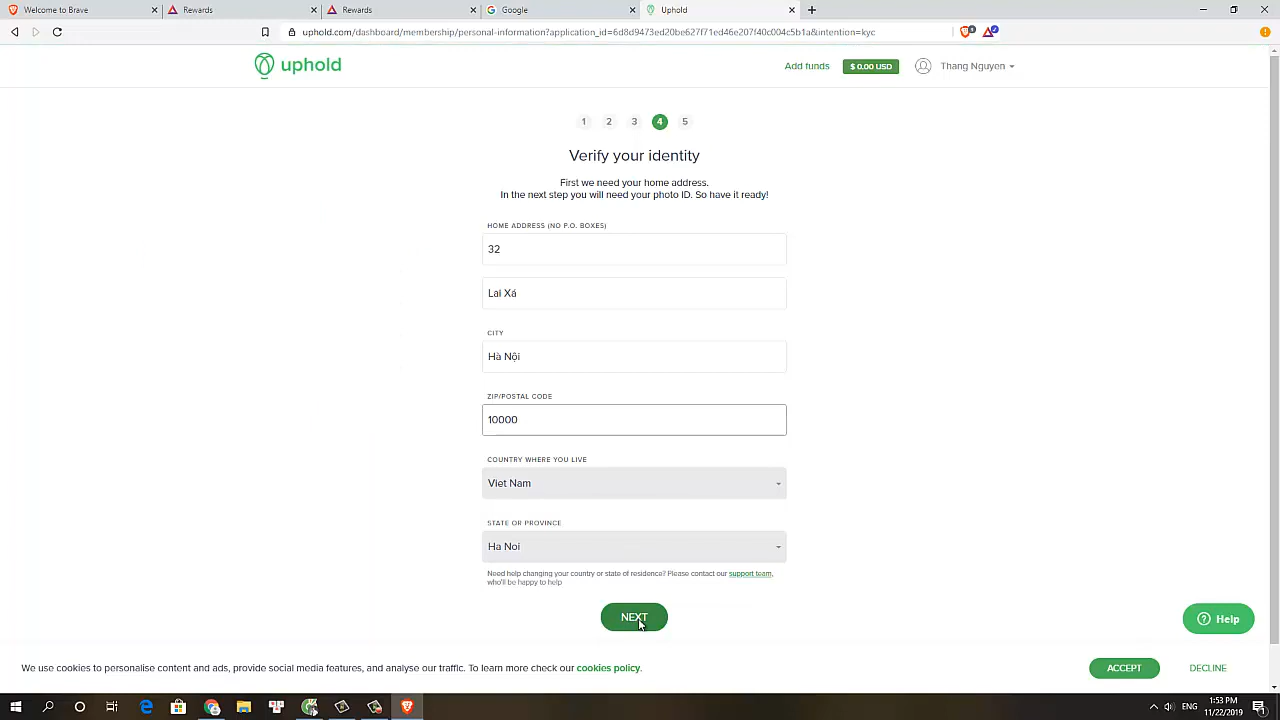 Welcome to Brave
Rewards
Rewards
Google
Uphold
uphold.com/dashboard/membership/personal-information?application_id=6d8d9473ed20be627f71ed46e207f40c004c5b1a&intention=kyc
uphold
Add funds
$ 0.00 USD
Thang Nguyen
1 2 3 4 5
Verify your identity
First we need your home address.
In the next step you will need your photo ID. So have it ready!
HOME ADDRESS (NO P.O. BOXES)
32
Lai Xá
CITY
Hà Nội
ZIP/POSTAL CODE
10000
COUNTRY WHERE YOU LIVE
Viet Nam
STATE OR PROVINCE
Ha Noi
Need help changing your country or state of residence? Please contact our support team,
who'll be happy to help
NEXT
Help
We use cookies to personalise content and ads, provide social media features, and analyse our traffic. To learn more check our cookies policy.
ACCEPT
DECLINE
ENG
1:53 PM
11/22/2019